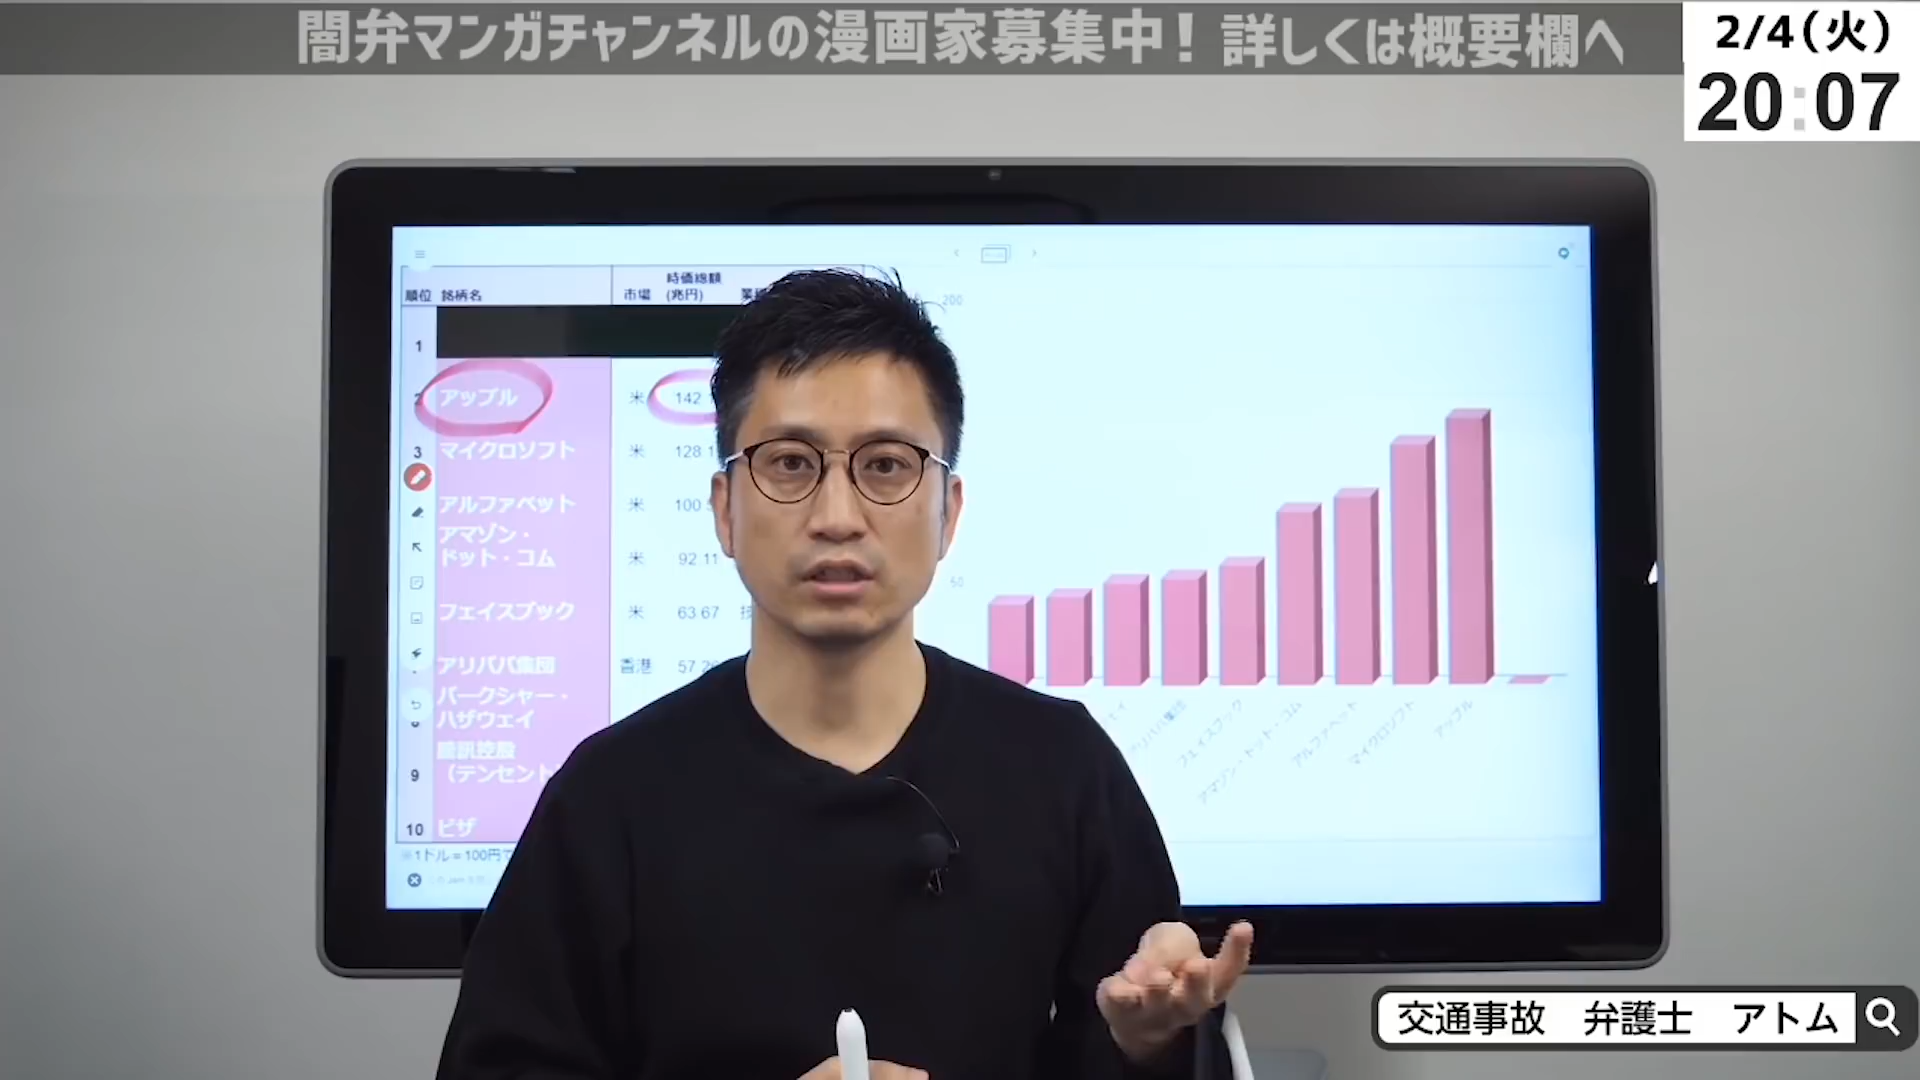 闇弁マンガチャンネルの漫画家募集中！詳しくは概要欄へ
2/4（火）
20:07
順位 銘柄名 市場 時価総額
(兆円)
200
1
2 アップル 米 142
3 マイクロソフト 米 128
アルファベット 米 100
アマゾン・
ドット・コム 米 92 11
50
フェイスブック 米 63 67
アリババ集団 香港 57
バークシャー・
ハザウェイ
9 （テンセント
10 ビザ
1ドル＝100円で
アリババ集団
フェイスブック
アマゾン・ドット・コム
アルファベット
マイクロソフト
アップル
交通事故 弁護士 アトム